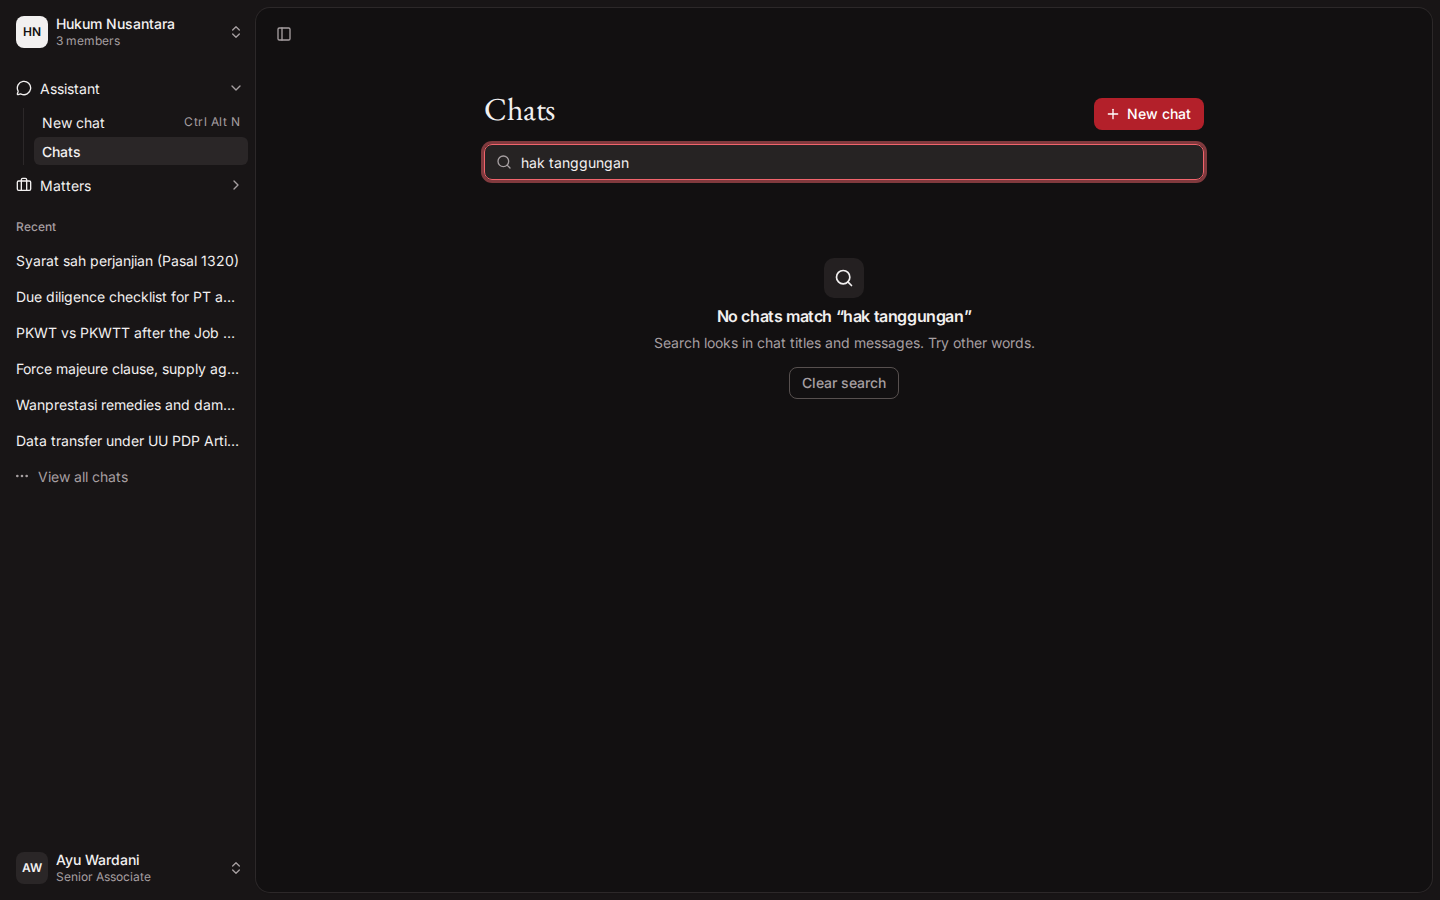 HN
Hukum Nusantara
3 members
Assistant
New chat Ctrl Alt N
Chats
Matters
Recent
Syarat sah perjanjian (Pasal 1320)
Due diligence checklist for PT a...
PKWT vs PKWTT after the Job ...
Force majeure clause, supply ag...
Wanprestasi remedies and dam...
Data transfer under UU PDP Arti...
View all chats
AW
Ayu Wardani
Senior Associate
Chats
New chat
hak tanggungan
No chats match “hak tanggungan”
Search looks in chat titles and messages. Try other words.
Clear search